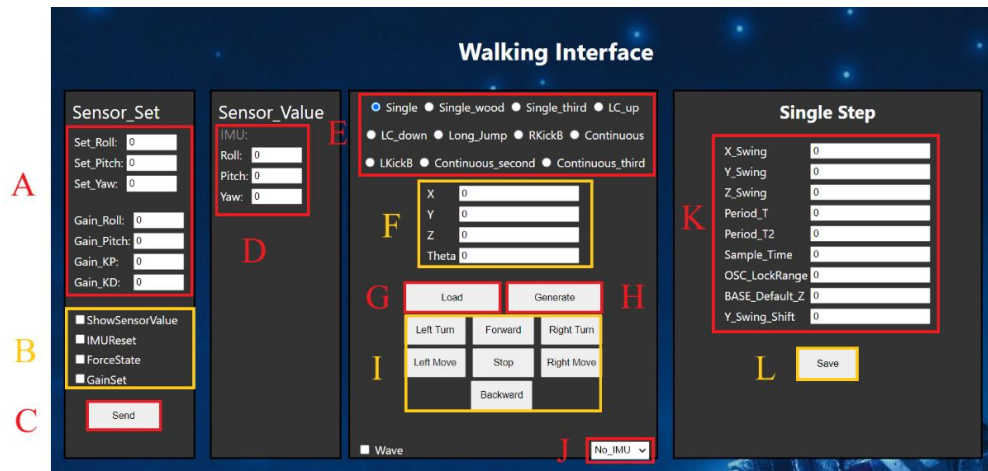 Walking Interface
Sensor_Set
Set_Roll: 0
Set_Pitch: 0
Set_Yaw: 0
Gain_Roll: 0
Gain_Pitch: 0
Gain_KP: 0
Gain_KD: 0
A
ShowSensorValue
IMUReset
ForceState
GainSet
B
Send
C
Sensor_Value
IMU:
Roll: 0
Pitch: 0
Yaw: 0
D
E
Single Single_wood Single_third LC_up
LC_down Long_Jump RKickB Continuous
LKickB Continuous_second Continuous_third
F
X 0
Y 0
Z 0
Theta 0
G Load Generate H
I
Left Turn Forward Right Turn
Left Move Stop Right Move
Backward
Wave
J No_IMU
Single Step
K
X_Swing 0
Y_Swing 0
Z_Swing 0
Period_T 0
Period_T2 0
Sample_Time 0
OSC_LockRange 0
BASE_Default_Z 0
Y_Swing_Shift 0
L Save